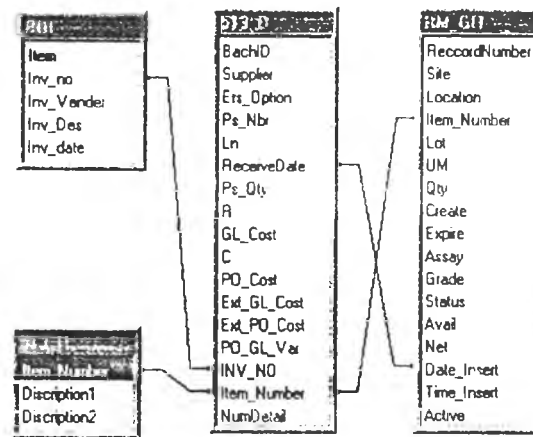 BOI
Item
Inv_no
Inv_Vender
Inv_Des
Inv_date
Item_Number
Discription1
Discription2
BachID
Supplier
Ers_Option
Ps_Nbr
Ln
ReceiveDate
Ps_Qty
R
GL_Cost
C
PO_Cost
Ext_GL_Cost
Ext_PO_Cost
PO_GL_Var
INV_NO
Item_Number
NumDetail
RM_GIT
ReccordNumber
Site
Location
Item_Number
Lot
UM
Qty
Create
Expire
Assay
Grade
Status
Avail
Net
Date_Insert
Time_Insert
Active